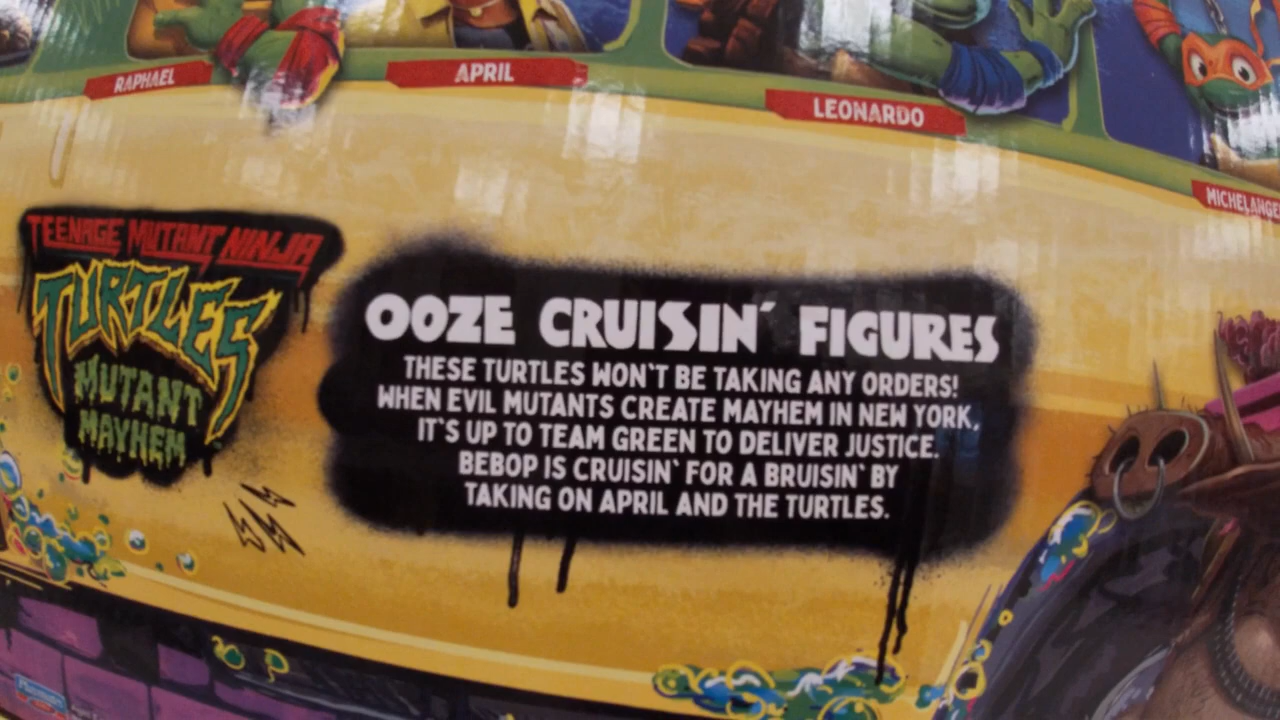 RAPHAEL
APRIL
LEONARDO
TEENAGE MUTANT NINJA
TURTLES
MUTANT
MAYHEM
OOZE CRUISIN´ FIGURES
THESE TURTLES WON'T BE TAKING ANY ORDERS!
WHEN EVIL MUTANTS CREATE MAYHEM IN NEW YORK,
IT'S UP TO TEAM GREEN TO DELIVER JUSTICE.
BEBOP IS CRUISIN' FOR A BRUISIN' BY
TAKING ON APRIL AND THE TURTLES.